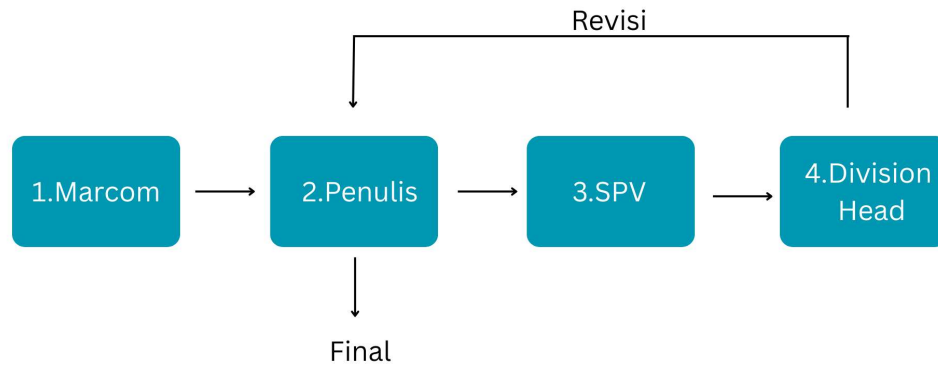 Revisi
1.Marcom
2.Penulis
3.SPV
4.Division
Head
Final